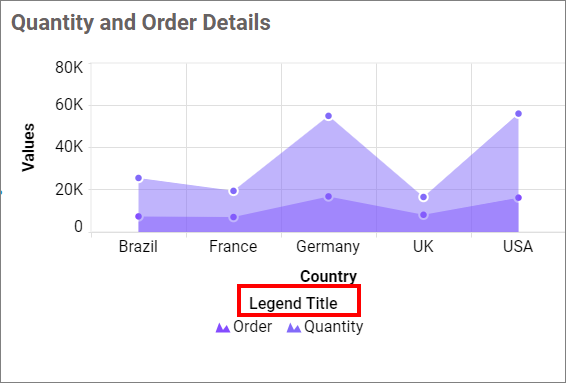 Quantity and Order Details
80K
60K
40K
20K
0
Values
Brazil France Germany UK USA
Country
Legend Title
Order Quantity